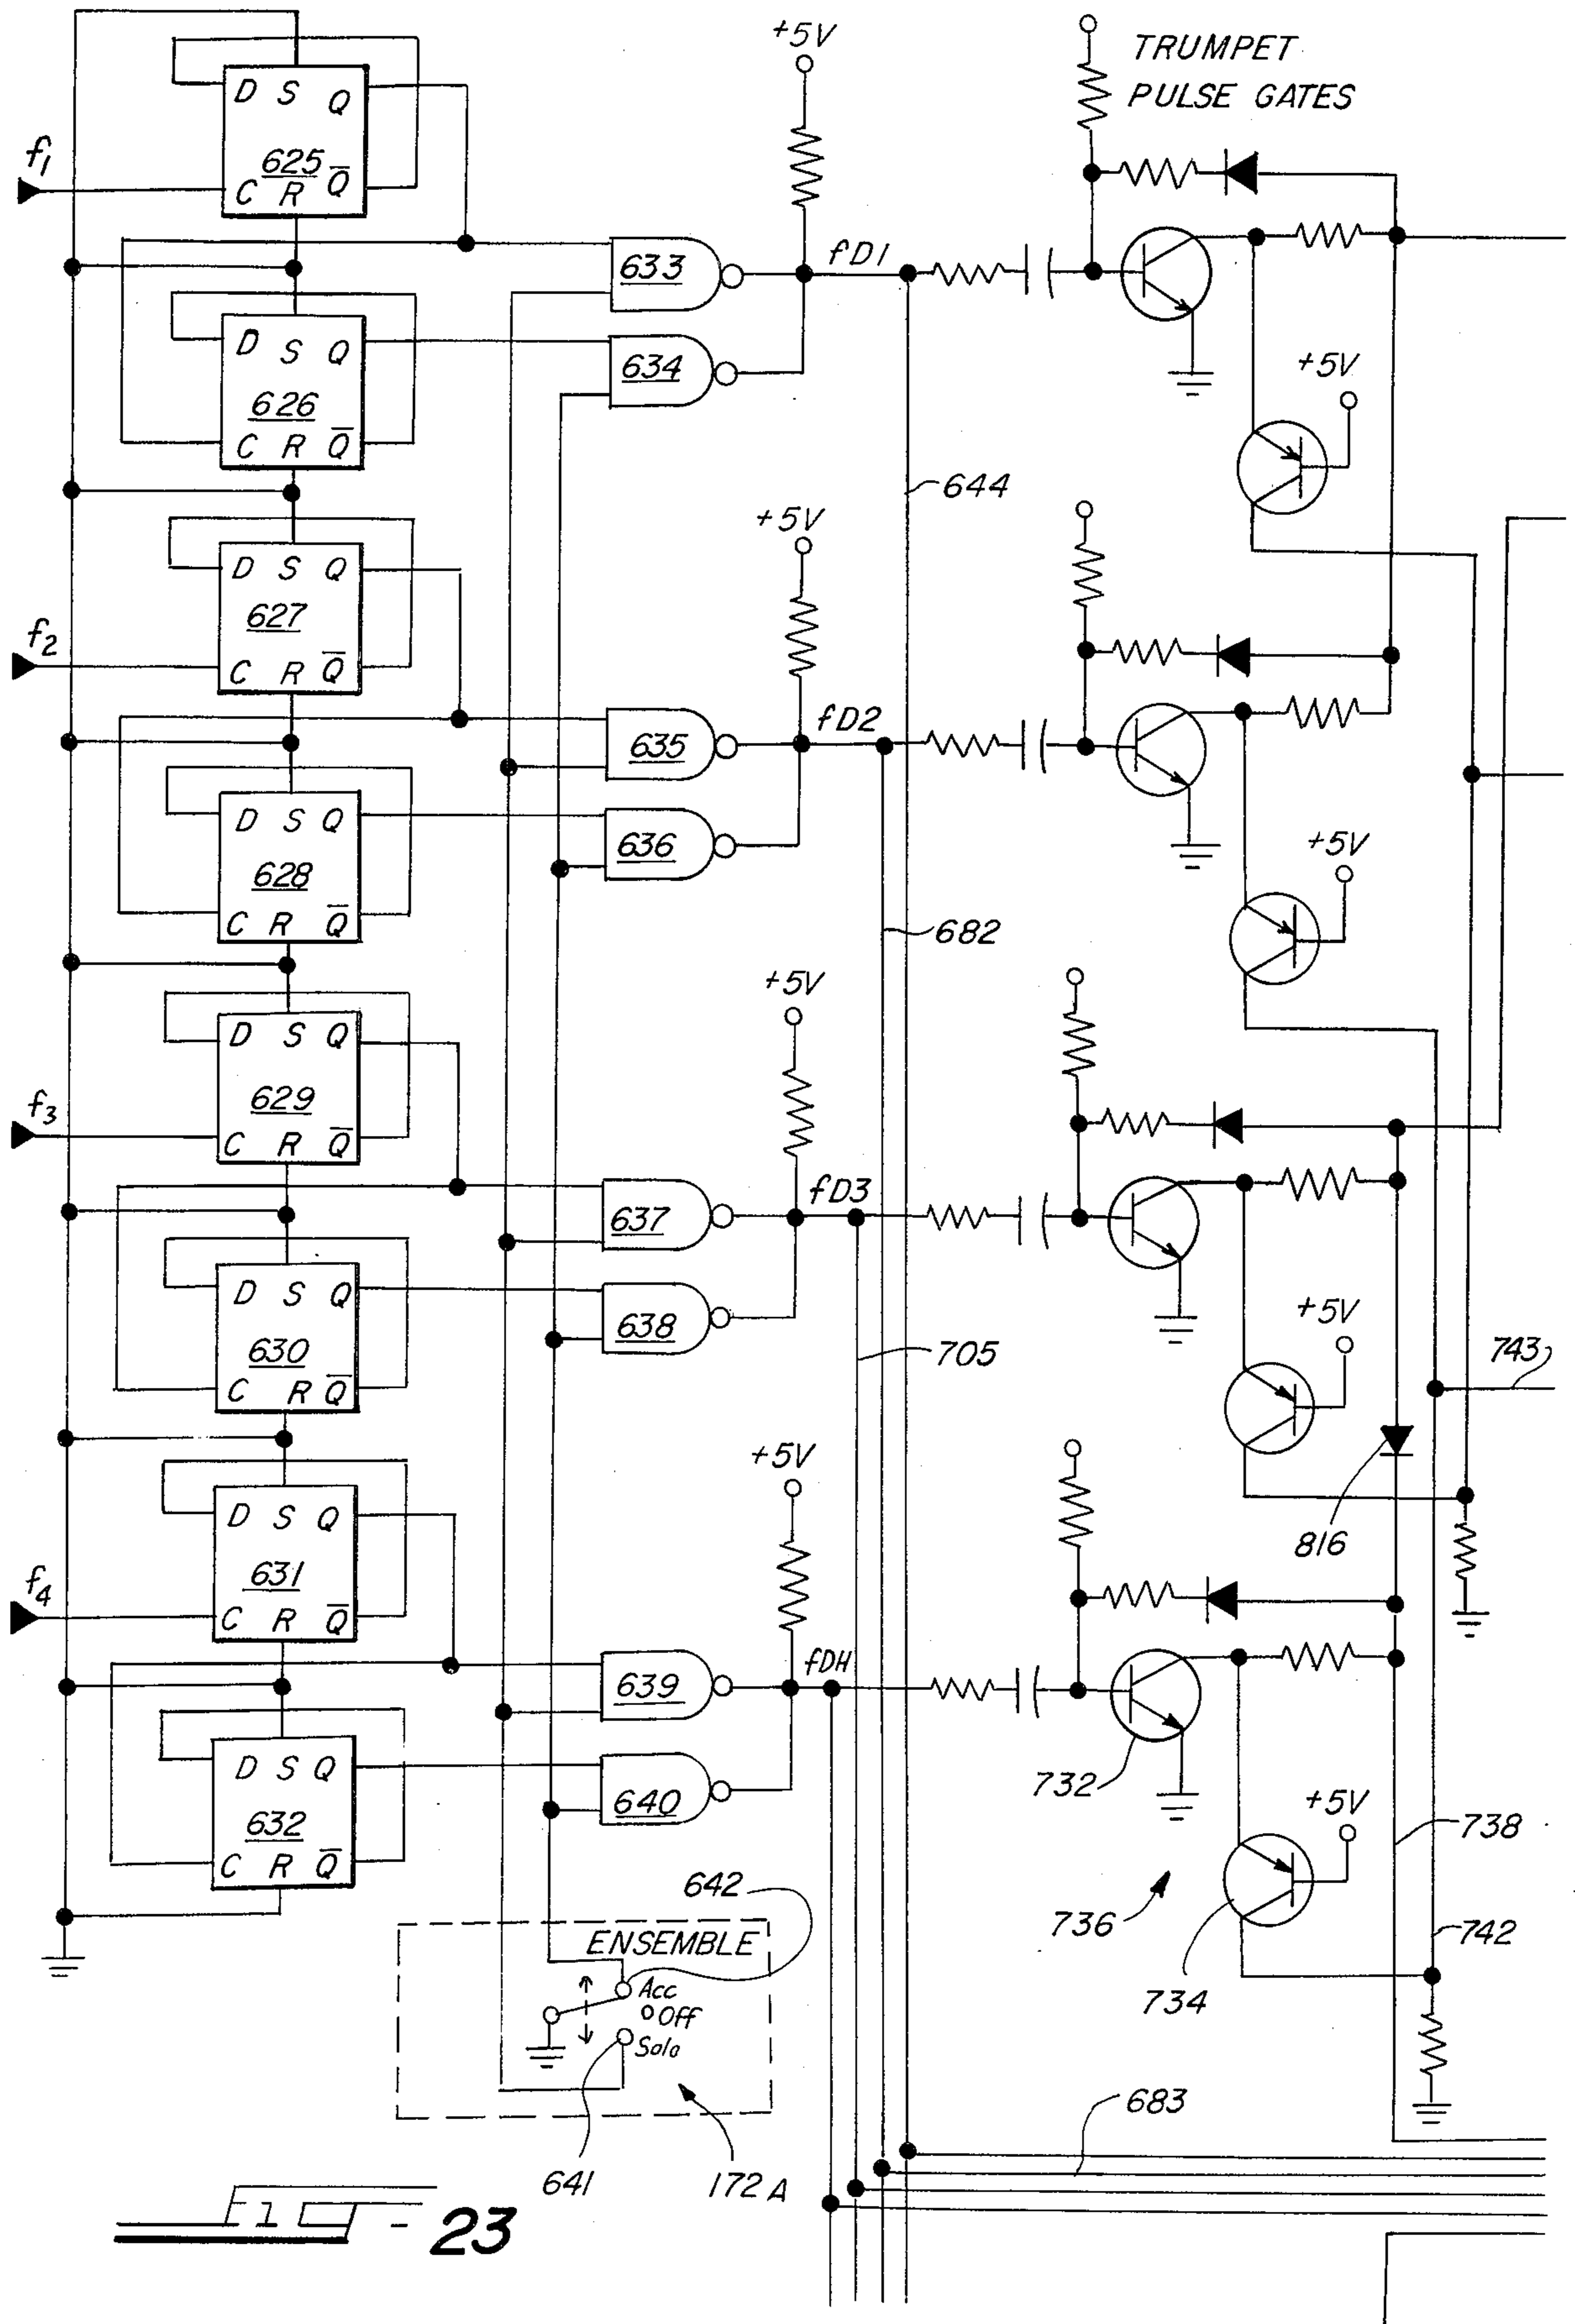 +5V
TRUMPET
PULSE GATES
D S Q
625
C R Q̅
f1
633
fD1
D S Q
634
626
C R Q̅
+5V
644
+5V
D S Q
627
C R Q̅
f2
635
fD2
D S Q
636
628
C R Q̅
+5V
682
+5V
D S Q
629
C R Q̅
f3
637
fD3
D S Q
638
630
C R Q̅
+5V
705
743
+5V
D S Q
631
C R Q̅
f4
816
639
fDH
D S Q
640
632
C R Q̅
732
+5V
738
642
736
742
734
ENSEMBLE
Acc
Off
Solo
683
641
172A
FIG 23